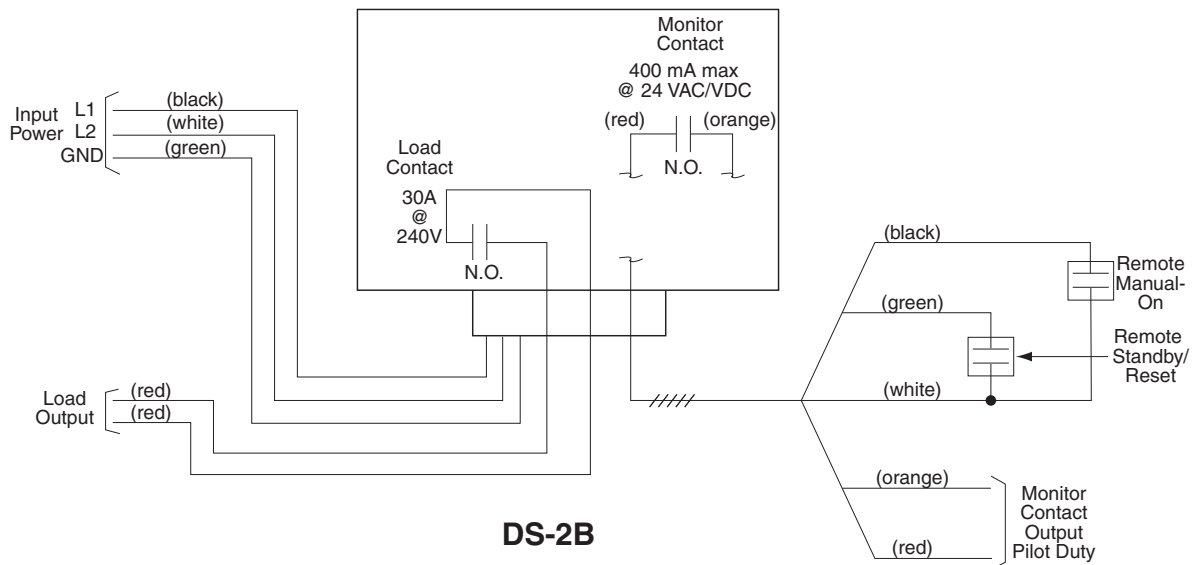 Monitor
Contact
400 mA max
@ 24 VAC/VDC
(red) (orange)
N.O.
Input
Power
L1 (black)
L2 (white)
GND (green)
Load
Contact
30A
@
240V
N.O.
Load
Output
(red)
(red)
(black)
Remote
Manual-
On
(green)
Remote
Standby/
Reset
(white)
(orange)
(red)
Monitor
Contact
Output
Pilot Duty
DS-2B